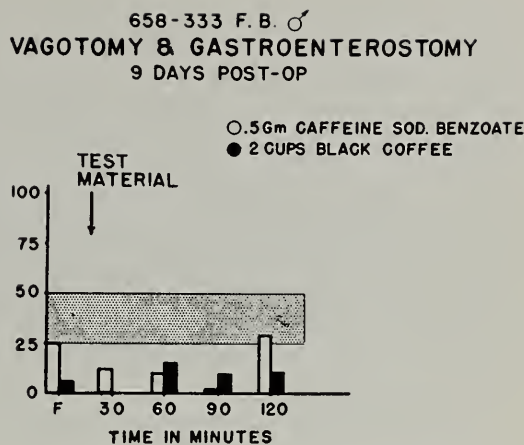 658-333 F. B. ♂
VAGOTOMY & GASTROENTEROSTOMY
9 DAYS POST-OP
○ .5Gm CAFFEINE SOD. BENZOATE
● 2 CUPS BLACK COFFEE
TEST
MATERIAL
100
75
50
25
0
F 30 60 90 120
TIME IN MINUTES